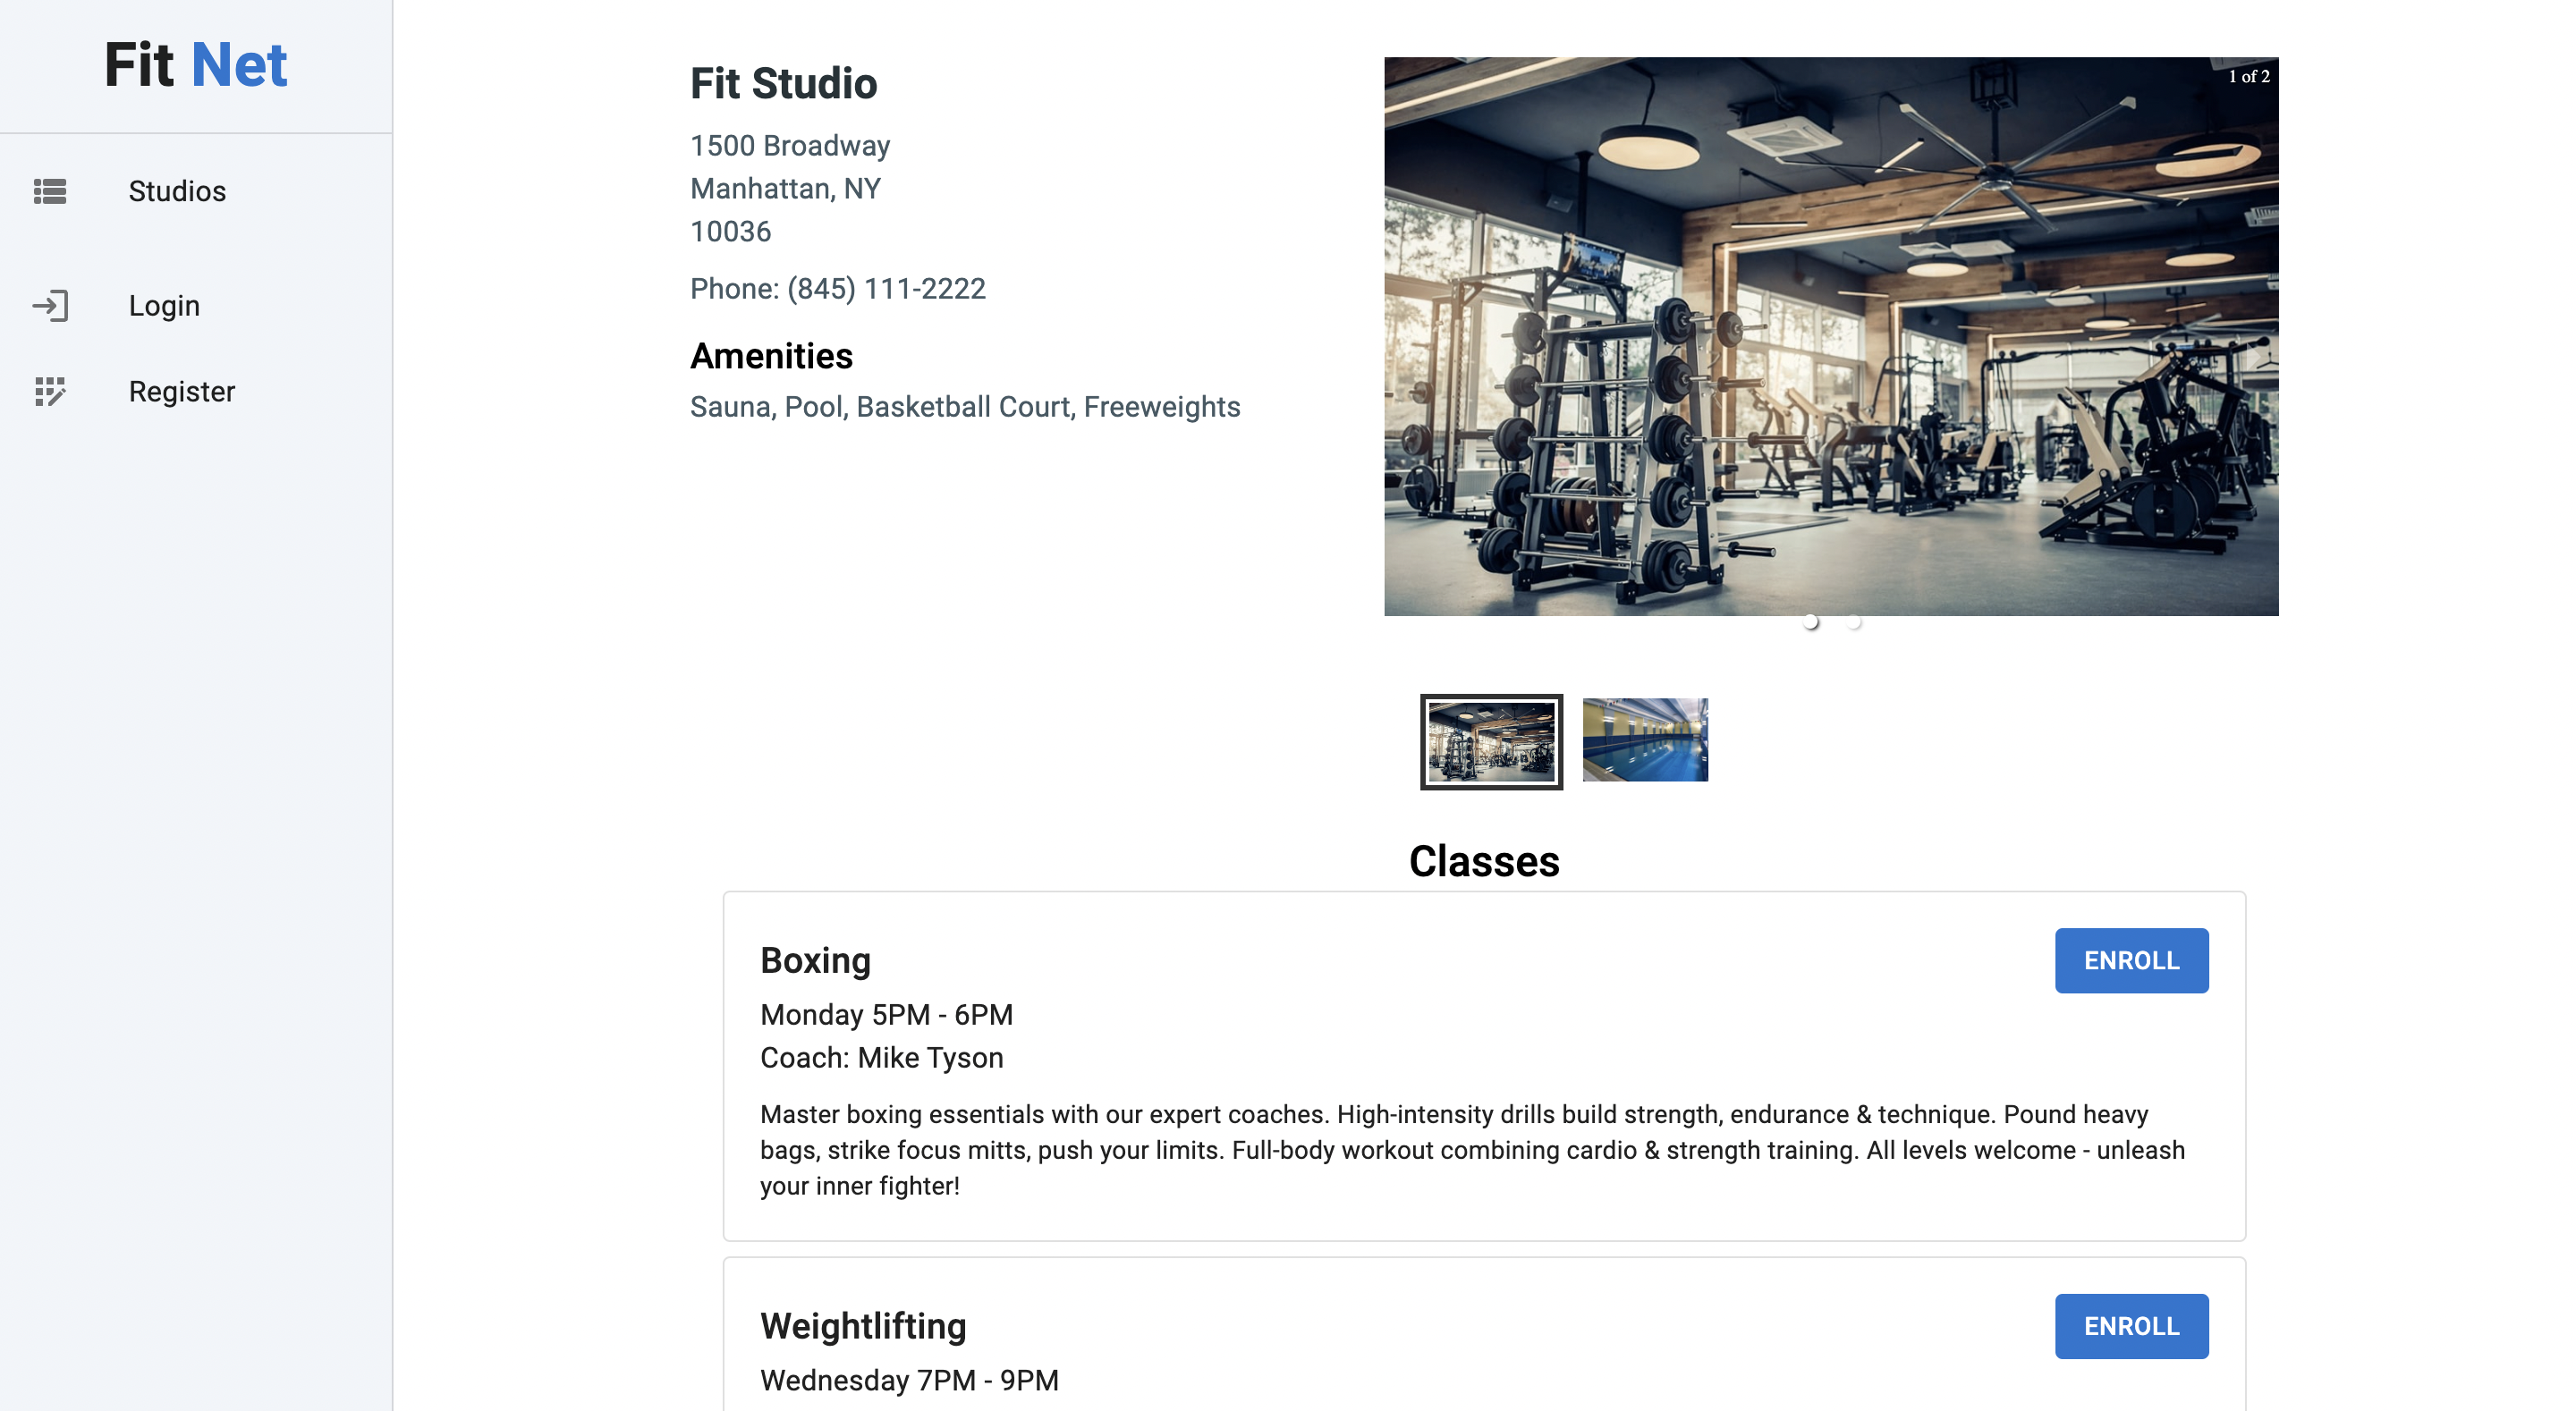 Fit Net
Studios
Login
Register
Fit Studio
1500 Broadway
Manhattan, NY
10036
Phone: (845) 111-2222
Amenities
Sauna, Pool, Basketball Court, Freeweights
1 of 2
Classes
Boxing
ENROLL
Monday 5PM - 6PM
Coach: Mike Tyson
Master boxing essentials with our expert coaches. High-intensity drills build strength, endurance & technique. Pound heavy
bags, strike focus mitts, push your limits. Full-body workout combining cardio & strength training. All levels welcome - unleash
your inner fighter!
Weightlifting
ENROLL
Wednesday 7PM - 9PM